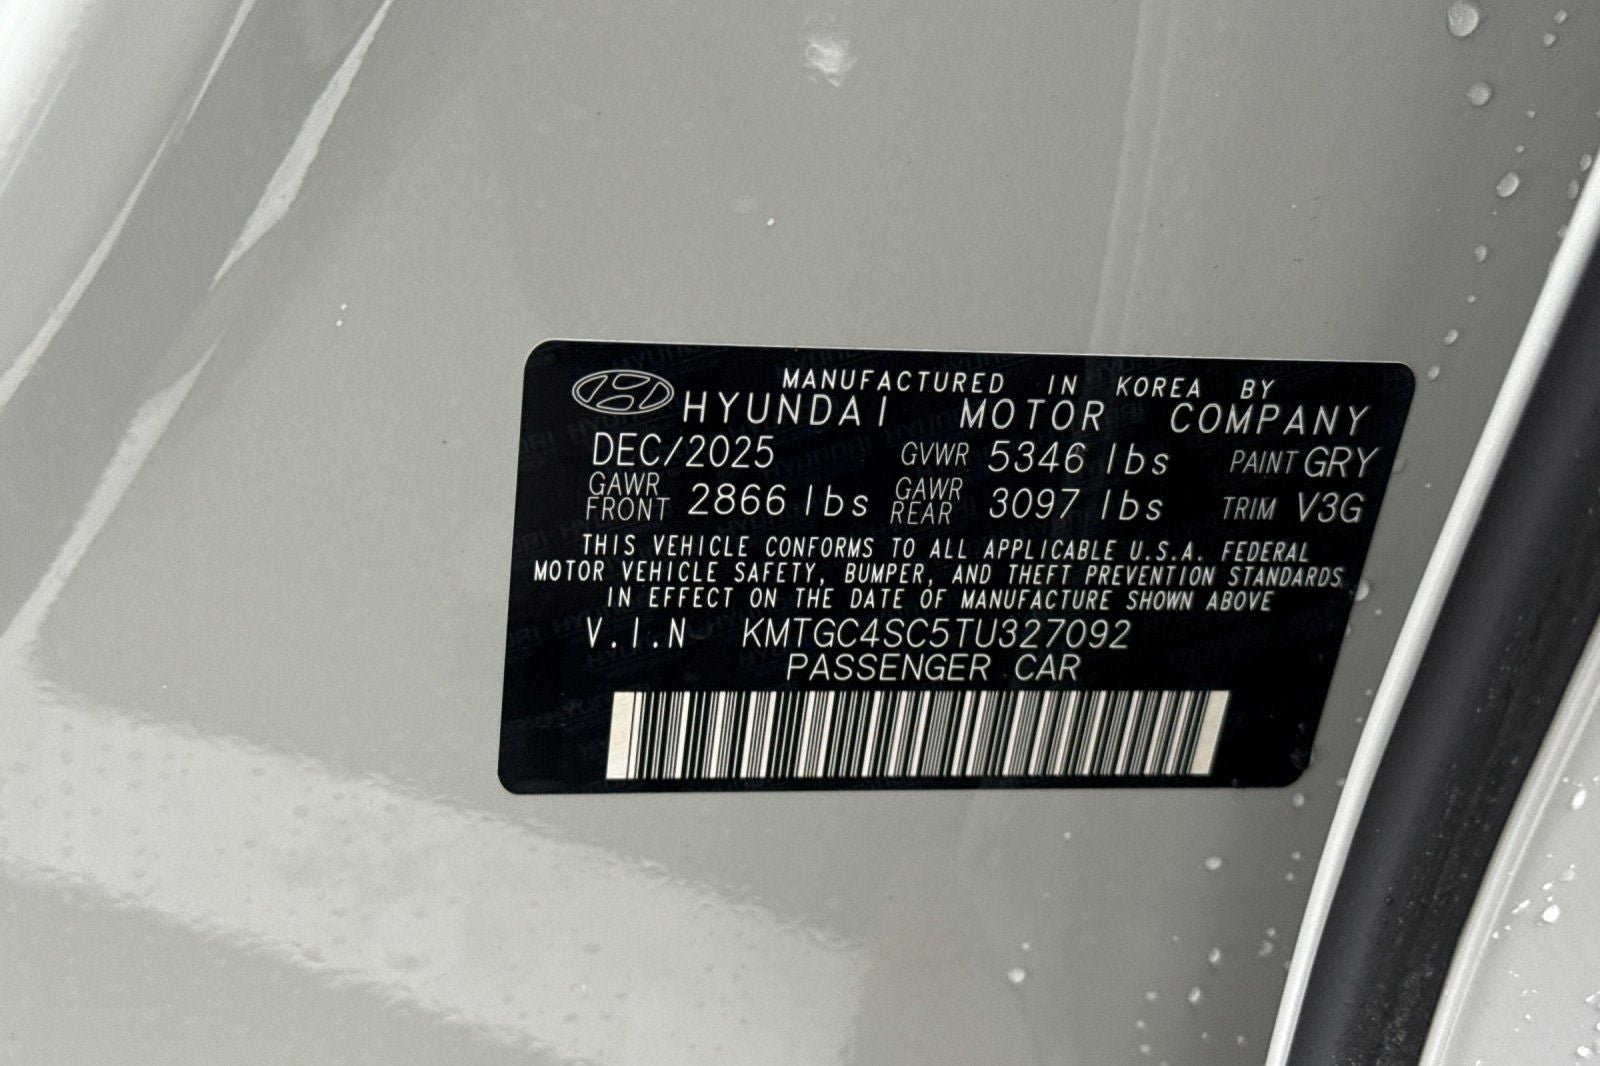 MANUFACTURED IN KOREA BY
HYUNDAI MOTOR COMPANY
DEC/2025 GVWR 5346 lbs PAINT GRY
GAWR FRONT 2866 lbs GAWR REAR 3097 lbs TRIM V3G
THIS VEHICLE CONFORMS TO ALL APPLICABLE U.S.A. FEDERAL
MOTOR VEHICLE SAFETY, BUMPER, AND THEFT PREVENTION STANDARDS
IN EFFECT ON THE DATE OF MANUFACTURE SHOWN ABOVE
V.I.N KMTGC4SC5TU327092
PASSENGER CAR